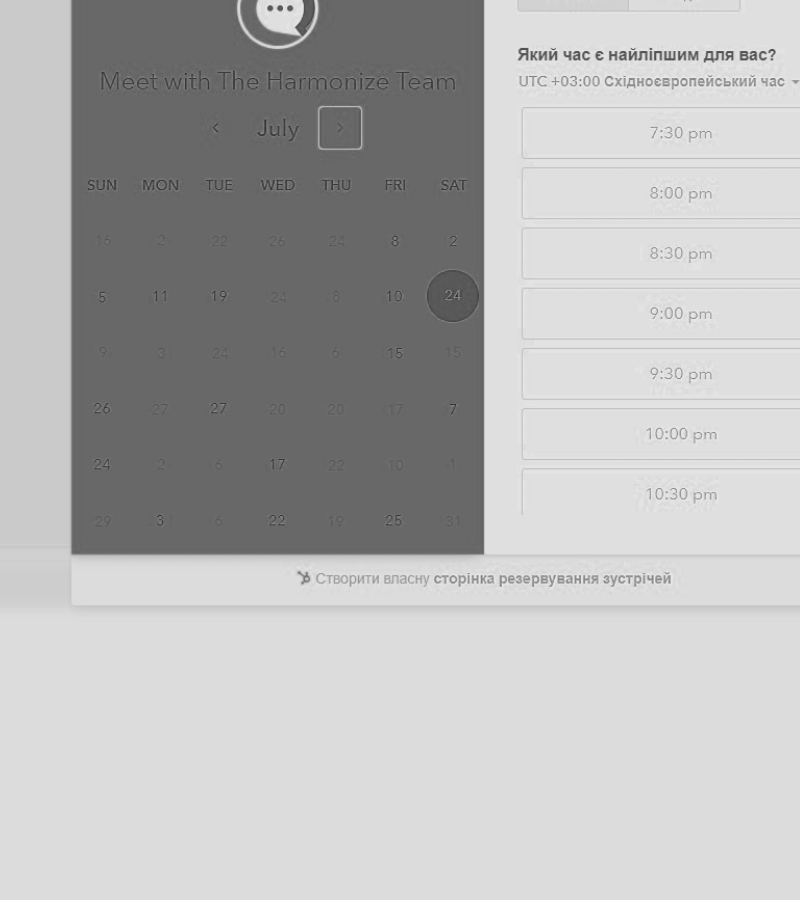 Meet with The Harmonize Team
July
SUN MON TUE WED THU FRI SAT
16 2 22 26 24 8 2
5 11 19 24 8 10 24
9 3 24 16 6 15 15
26 27 27 20 20 17 7
24 2 6 17 22 10 1
29 3 6 22 19 25 31
Який час є найліпшим для вас?
UTC +03:00 Східноєвропейський час
7:30 pm
8:00 pm
8:30 pm
9:00 pm
9:30 pm
10:00 pm
10:30 pm
Створити власну сторінка резервування зустрічей